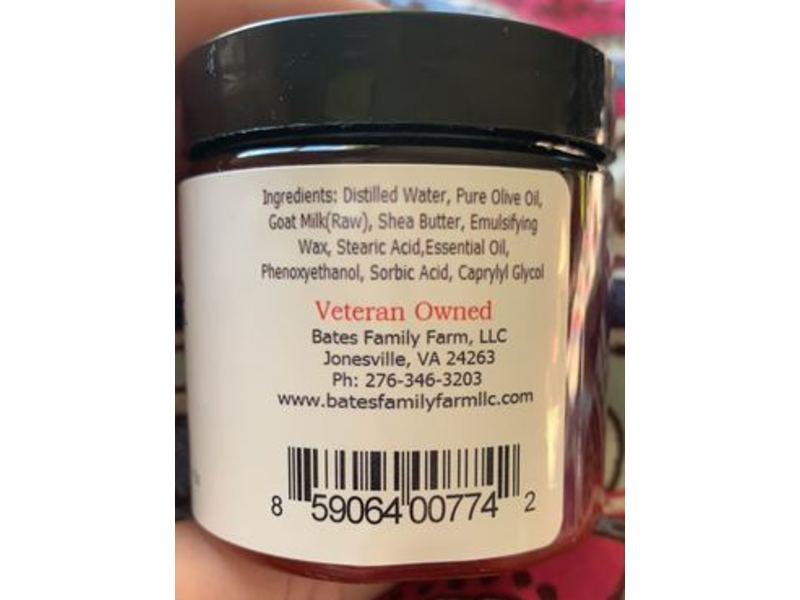 Ingredients: Distilled Water, Pure Olive Oil,
Goat Milk(Raw), Shea Butter, Emulsifying
Wax, Stearic Acid,Essential Oil,
Phenoxyethanol, Sorbic Acid, Caprylyl Glycol
Veteran Owned
Bates Family Farm, LLC
Jonesville, VA 24263
Ph: 276-346-3203
www.batesfamilyfarmllc.com
8 59064 00774 2